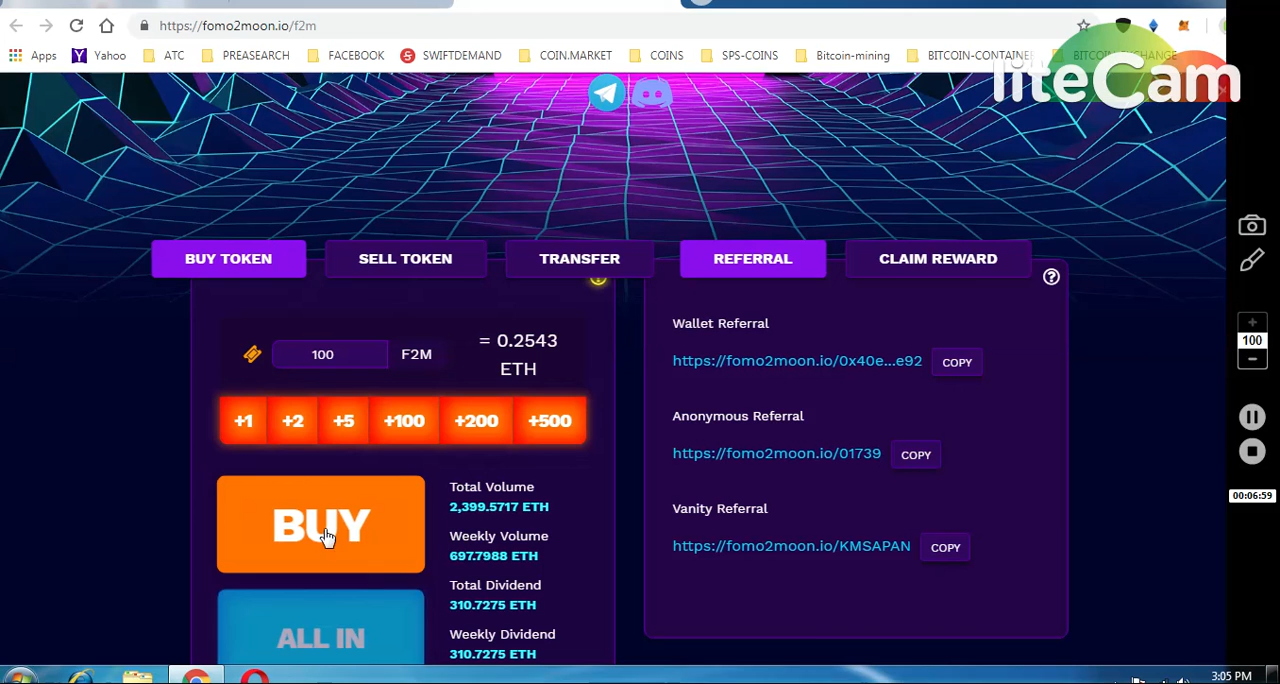 https://fomo2moon.io/f2m
Apps Yahoo ATC PREASEARCH FACEBOOK SWIFTDEMAND COIN.MARKET COINS SPS-COINS Bitcoin-mining BITCOIN-CONTAINE BITCOIN-EXCHANGE
liteCam
BUY TOKEN SELL TOKEN TRANSFER REFERRAL CLAIM REWARD
?
Wallet Referral
100 F2M = 0.2543
ETH
https://fomo2moon.io/0x40e...e92 COPY
+1 +2 +5 +100 +200 +500
Anonymous Referral
https://fomo2moon.io/01739 COPY
BUY
Total Volume
2,399.5717 ETH
Vanity Referral
Weekly Volume
697.7988 ETH
https://fomo2moon.io/KMSAPAN COPY
Total Dividend
310.7275 ETH
ALL IN
Weekly Dividend
310.7275 ETH
+
100
−
00:06:59
3:05 PM